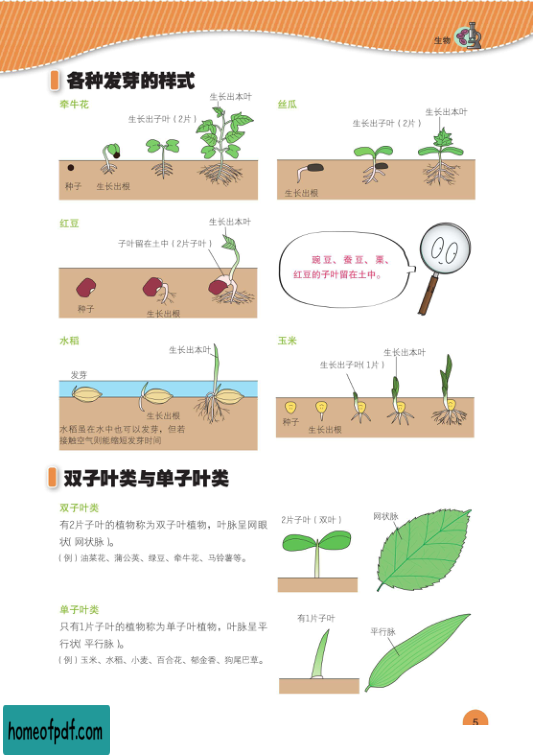 生物
各种发芽的样式
牵牛花
生长出本叶
生长出子叶（2片）
种子
生长出根
丝瓜
生长出本叶
生长出子叶（2片）
生长出根
红豆
生长出本叶
子叶留在土中（2片子叶）
种子
生长出根
豌豆、蚕豆、栗、
红豆的子叶留在土中。
水稻
生长出本叶
发芽
生长出根
水稻虽在水中也可以发芽，但若
接触空气则能缩短发芽时间
玉米
生长出本叶
生长出子叶（1片）
种子
生长出根
双子叶类与单子叶类
双子叶类
有2片子叶的植物称为双子叶植物，叶脉呈网眼
状（网状脉）。
（例）油菜花、蒲公英、绿豆、牵牛花、马铃薯等。
2片子叶（双叶）
网状脉
单子叶类
只有1片子叶的植物称为单子叶植物，叶脉呈平
行状（平行脉）。
（例）玉米、水稻、小麦、百合花、郁金香、狗尾巴草。
有1片子叶
平行脉
5
homeofpdf.com